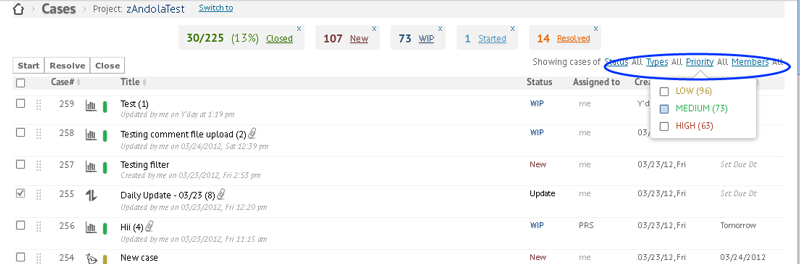 Cases Project: zAndolaTest Switch to
30/225 (13%) Closed x 107 New x 73 WIP x 1 Started x 14 Resolved x
Showing cases of Status All Types All Priority All Members All
Start Resolve Close
Case# Title Status Assigned to
LOW (96)
MEDIUM (73)
HIGH (63)
259 Test (1) WIP me
Updated by me on Y'day at 1:19 pm
258 Testing comment file upload (2) WIP me
Updated by me on 03/24/2012, Sat 12:39 pm
257 Testing filter New me 03/23/12, Fri Set Due Dt
Created by me on 03/23/2012, Fri 2:53 pm
255 Daily Update - 03/23 (8) Update me 03/23/12, Fri Set Due Dt
Updated by me on 03/23/2012, Fri 12:20 pm
256 Hii (4) WIP PRS 03/23/12, Fri Tomorrow
Updated by me on 03/23/2012, Fri 11:15 am
254 New case New me 03/23/12, Fri 03/24/2012